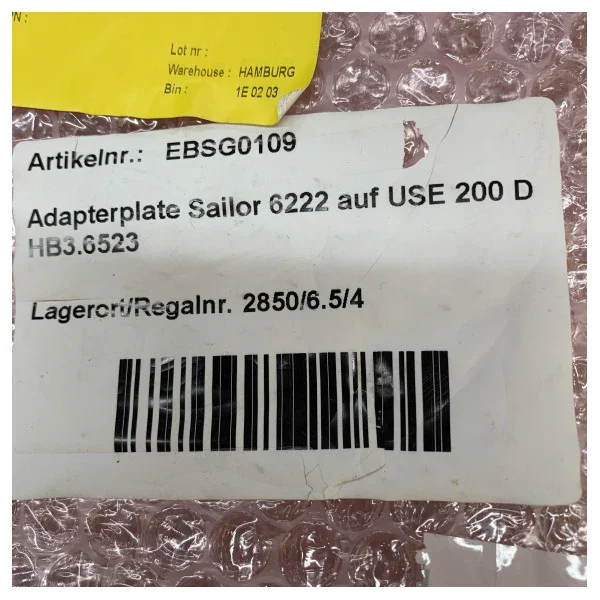 Lot nr :
Warehouse : HAMBURG
Bin : 1E 02 03
Artikelnr.: EBSG0109
Adapterplate Sailor 6222 auf USE 200 D
HB3.6523
Lagerort/Regalnr. 2850/6.5/4